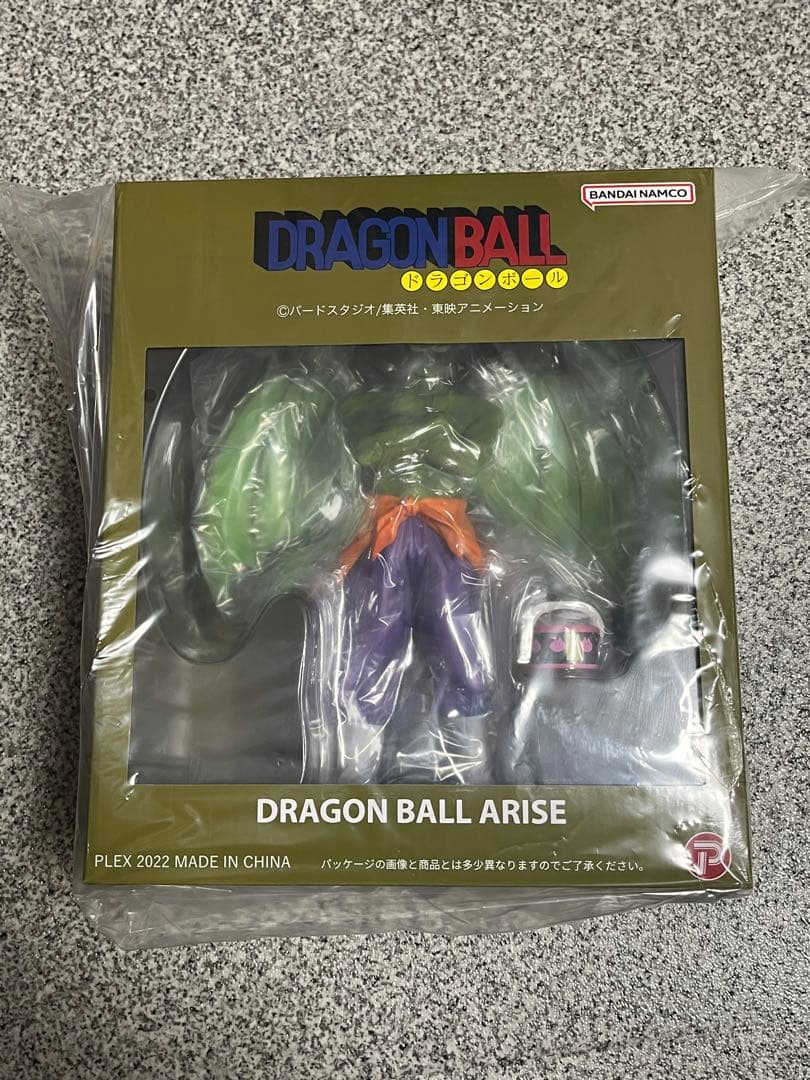 BANDAI NAMCO
DRAGON BALL
ドラゴンボール
©バードスタジオ/集英社・東映アニメーション
DRAGON BALL ARISE
PLEX 2022 MADE IN CHINA
パッケージの画像と商品とは多少異なりますのでご了承ください。